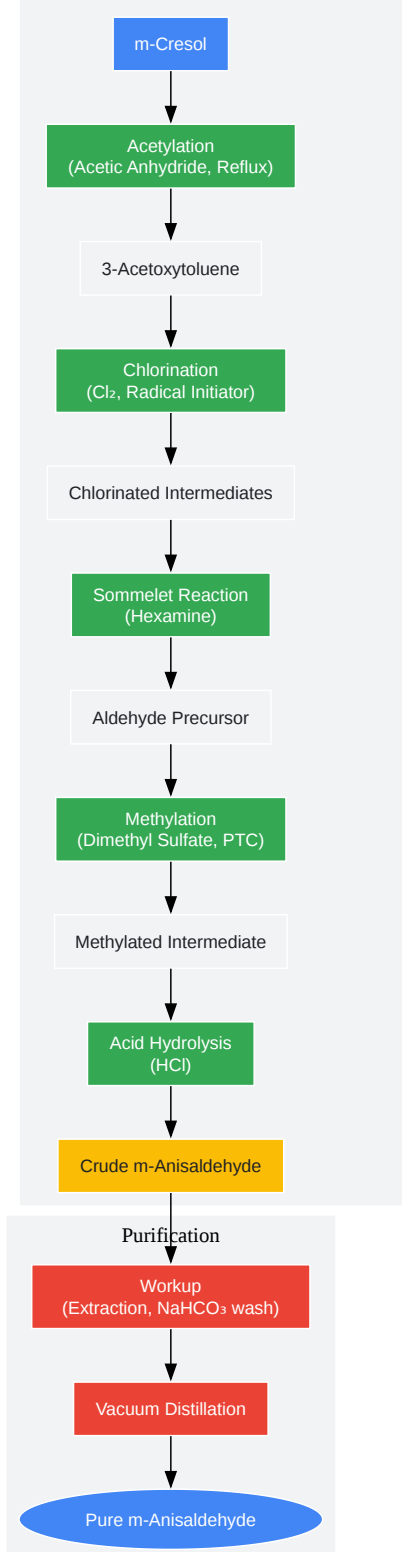 m-Cresol
Acetylation
(Acetic Anhydride, Reflux)
3-Acetoxytoluene
Chlorination
(Cl₂, Radical Initiator)
Chlorinated Intermediates
Sommelet Reaction
(Hexamine)
Aldehyde Precursor
Methylation
(Dimethyl Sulfate, PTC)
Methylated Intermediate
Acid Hydrolysis
(HCl)
Crude m-Anisaldehyde
Purification
Workup
(Extraction, NaHCO₃ wash)
Vacuum Distillation
Pure m-Anisaldehyde